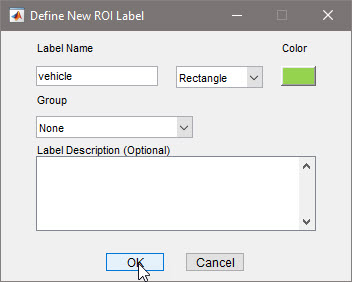 Define New ROI Label
Label Name Color
vehicle Rectangle
Group
None
Label Description (Optional)
OK Cancel